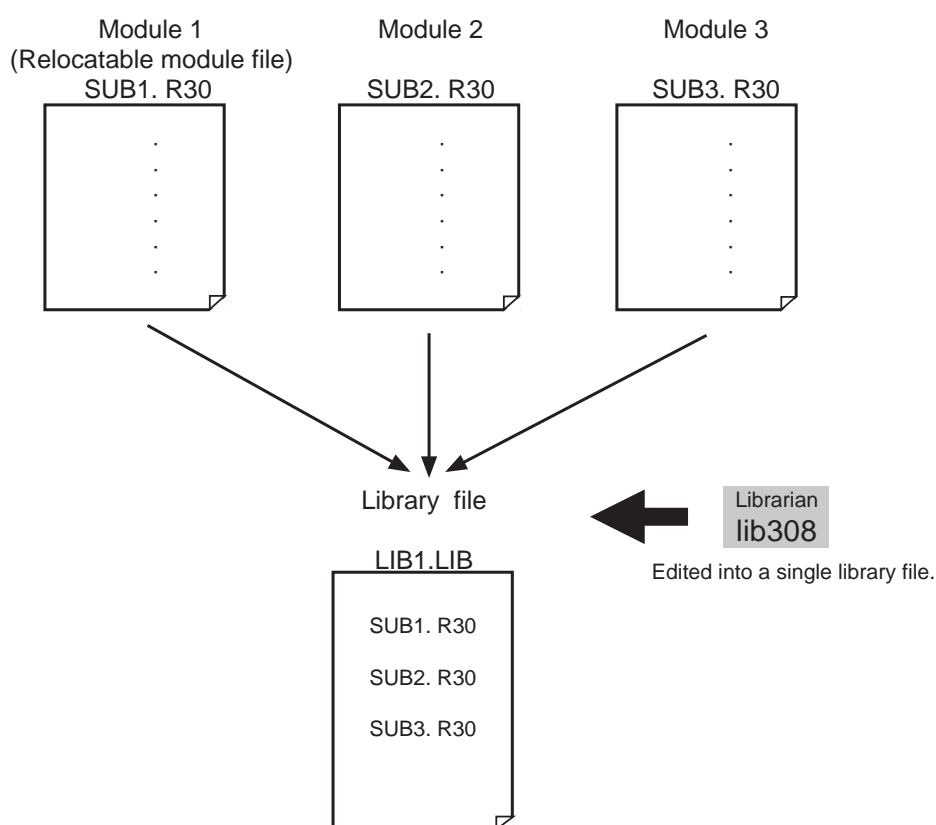 Module 1
(Relocatable module file)
SUB1. R30
Module 2
SUB2. R30
Module 3
SUB3. R30
Library file
LIB1.LIB
SUB1. R30
SUB2. R30
SUB3. R30
Librarian
lib308
Edited into a single library file.